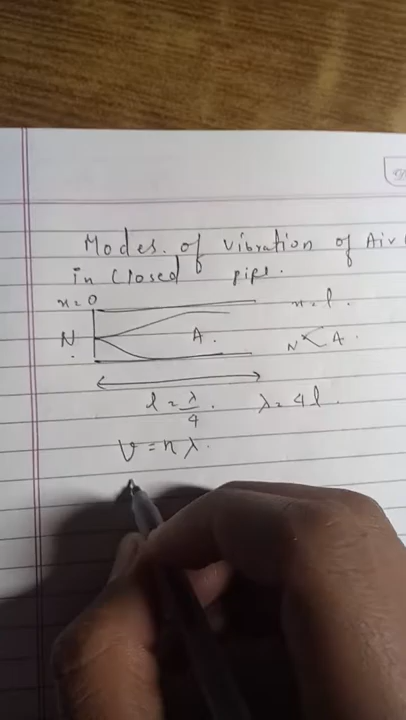 Modes of vibration of Air
in closed pipe.
x=0 x=l.
N A. N A.
l = λ/4. λ = 4l.
v = nλ.